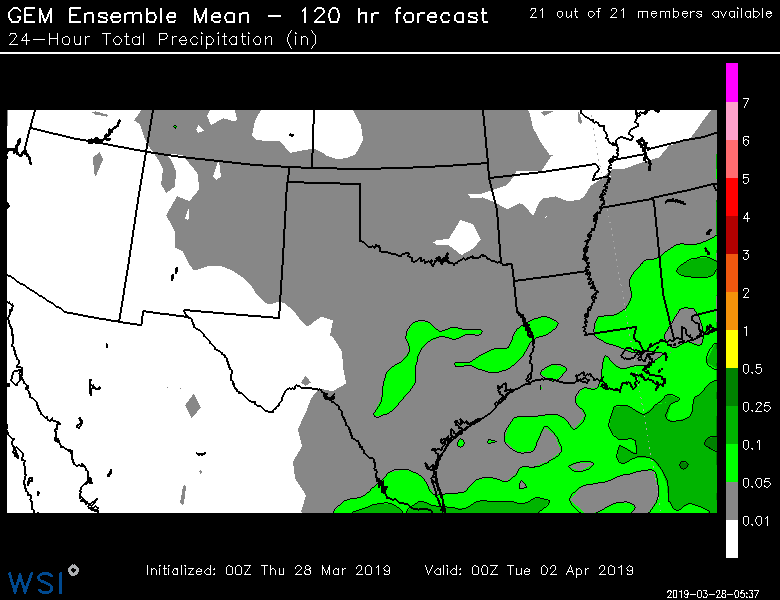 GEM Ensemble Mean - 120 hr forecast
21 out of 21 members available
24-Hour Total Precipitation (in)
7
6
5
4
3
2
1
0.5
0.25
0.1
0.05
0.01
Initialized: 00Z Thu 28 Mar 2019
Valid: 00Z Tue 02 Apr 2019
WSI
2019-03-28-05:37